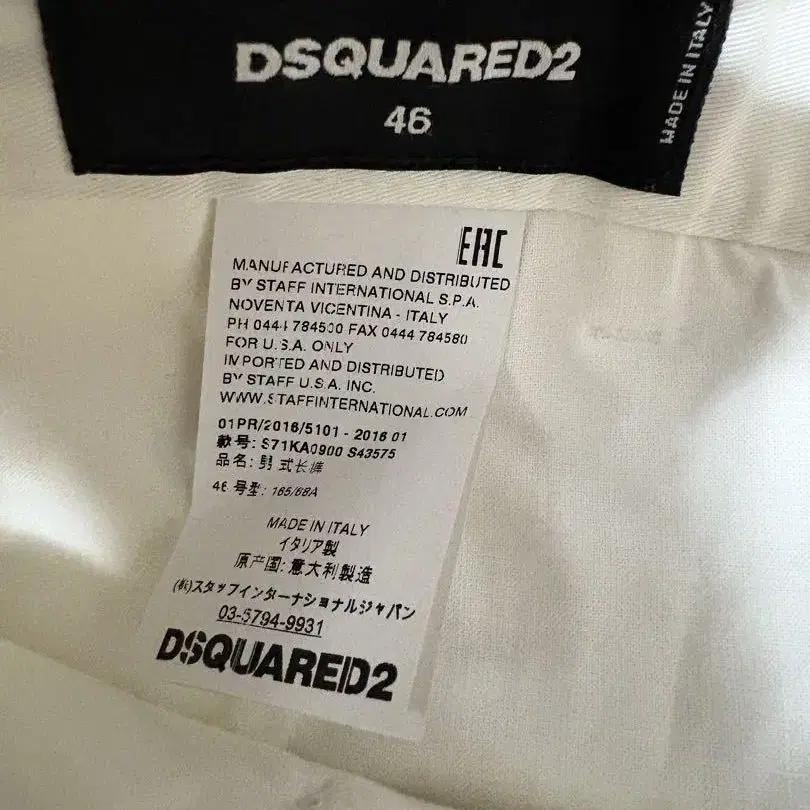 DSQUARED2
46
MADE IN ITALY
EAC
MANUFACTURED AND DISTRIBUTED
BY STAFF INTERNATIONAL S.P.A.
NOVENTA VICENTINA - ITALY
PH 0444 784500 FAX 0444 784580
FOR U.S.A. ONLY
IMPORTED AND DISTRIBUTED
BY STAFF U.S.A. INC.
WWW.STAFFINTERNATIONAL.COM
01PR/2016/5101 - 2016 01
款号: S71KA0900 S43575
品名: 男式长裤
46 号型: 165/68A
MADE IN ITALY
イタリア製
原产国: 意大利製造
(株)スタッフインターナショナルジャパン
03-5794-9931
DSQUARED2